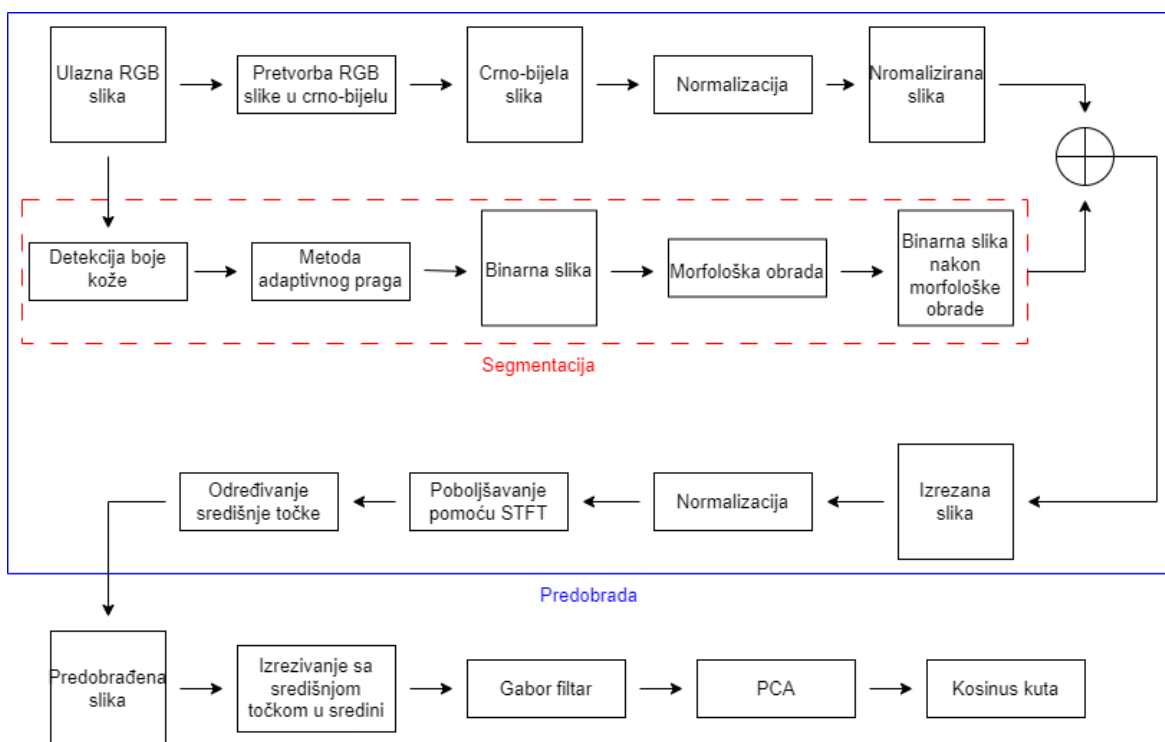 Ulazna RGB
slika
Pretvorba RGB
slike u crno-bijelu
Crno-bijela
slika
Normalizacija
Nromalizirana
slika
Detekcija boje
kože
Metoda
adaptivnog praga
Binarna slika
Morfološka obrada
Binarna slika
nakon
morfološke
obrade
Segmentacija
Izrezana
slika
Normalizacija
Poboljšavanje
pomoću STFT
Određivanje
središnje točke
Predobrada
Predobrađena
slika
Izrezivanje sa
središnjom
točkom u sredini
Gabor filtar
PCA
Kosinus kuta